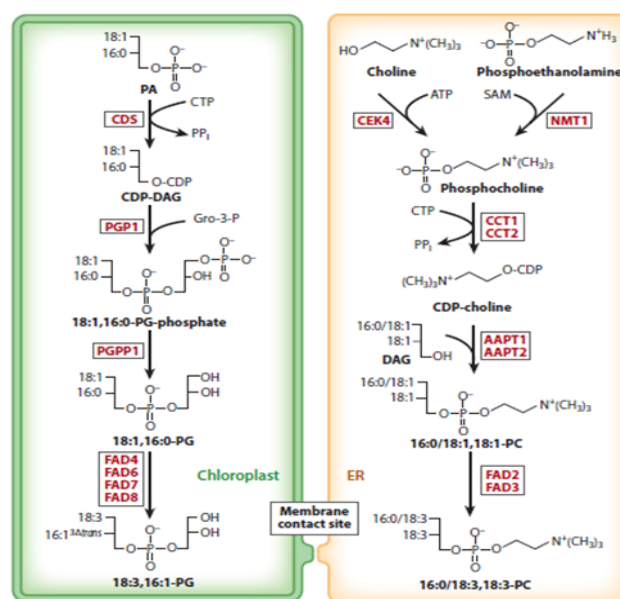 18:1
16:0
O–P–O⁻
O⁻
O
PA
CDS
CTP
PPᵢ
18:1
16:0
O-CDP
CDP-DAG
PGP1
Gro-3-P
O⁻
O–P–O⁻
O
18:1
16:0
O⁻
OH
O–P–O
O
18:1,16:0-PG-phosphate
PGPP1
18:1
16:0
O⁻
OH
OH
O–P–O
O
18:1,16:0-PG
FAD4
FAD6
FAD7
FAD8
Chloroplast
18:3
16:1³⁻ᵗʳᵃⁿˢ
O⁻
OH
OH
O–P–O
O
18:3,16:1-PG
HO
N⁺(CH₃)₃
Choline
O⁻
⁻O–P–O
O
N⁺H₃
Phosphoethanolamine
CEK4
ATP
SAM
NMT1
O⁻
⁻O–P–O
O
N⁺(CH₃)₃
Phosphocholine
CTP
PPᵢ
CCT1
CCT2
(CH₃)₃N⁺
O-CDP
CDP-choline
16:0/18:1
18:1
OH
DAG
AAPT1
AAPT2
16:0/18:1
18:1
O⁻
O–P–O
O
N⁺(CH₃)₃
16:0/18:1,18:1-PC
ER
FAD2
FAD3
Membrane
contact site
16:0/18:3
18:3
O⁻
O–P–O
O
N⁺(CH₃)₃
16:0/18:3,18:3-PC